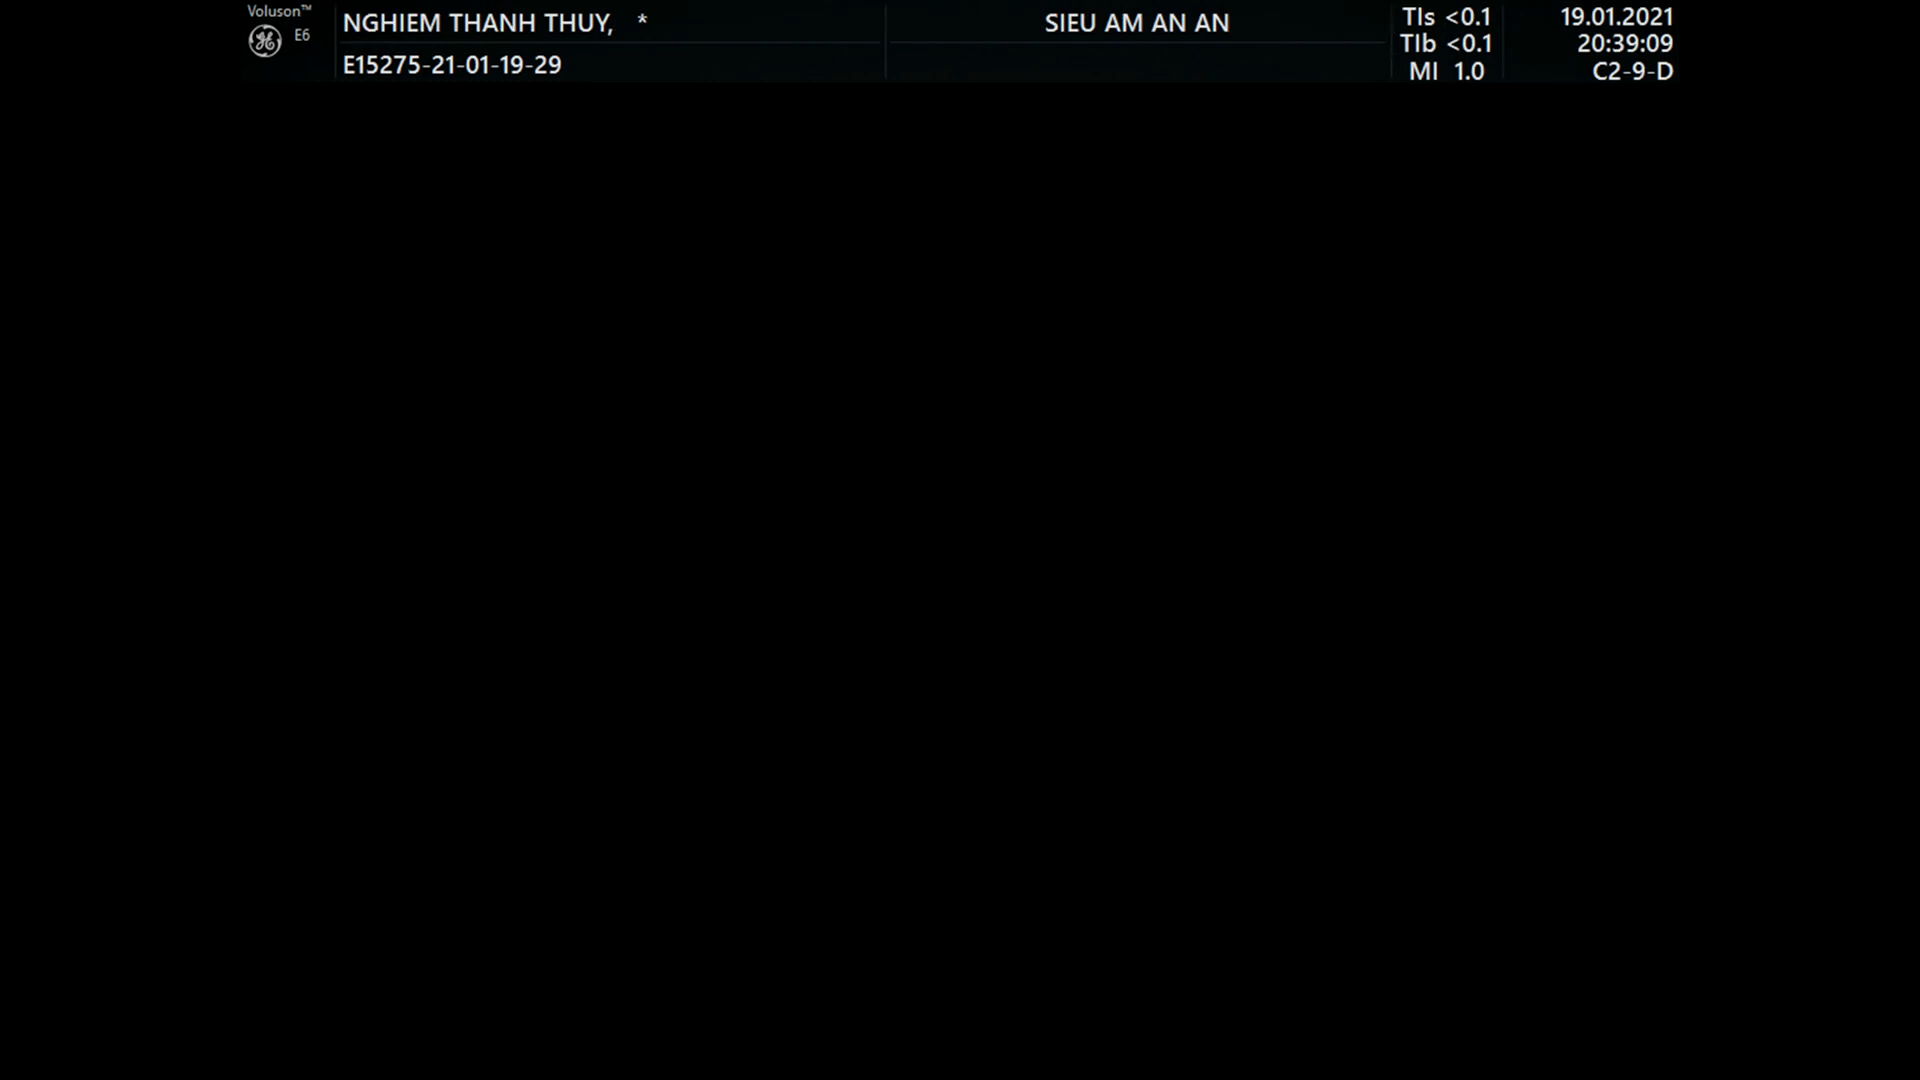 Voluson™
E6
NGHIEM THANH THUY, *
E15275-21-01-19-29
SIEU AM AN AN
TIs <0.1
TIb <0.1
MI 1.0
19.01.2021
20:39:09
C2-9-D